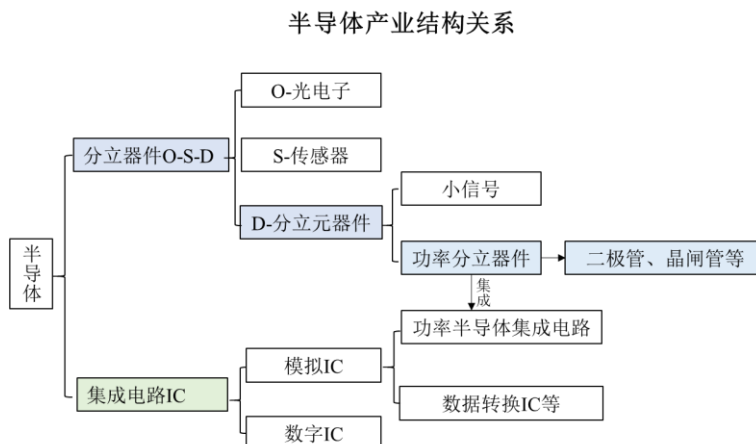 半导体产业结构关系
O-光电子
分立器件O-S-D
S-传感器
小信号
D-分立元器件
半导体
功率分立器件
二极管、晶闸管等
集成
功率半导体集成电路
模拟IC
集成电路IC
数据转换IC等
数字IC